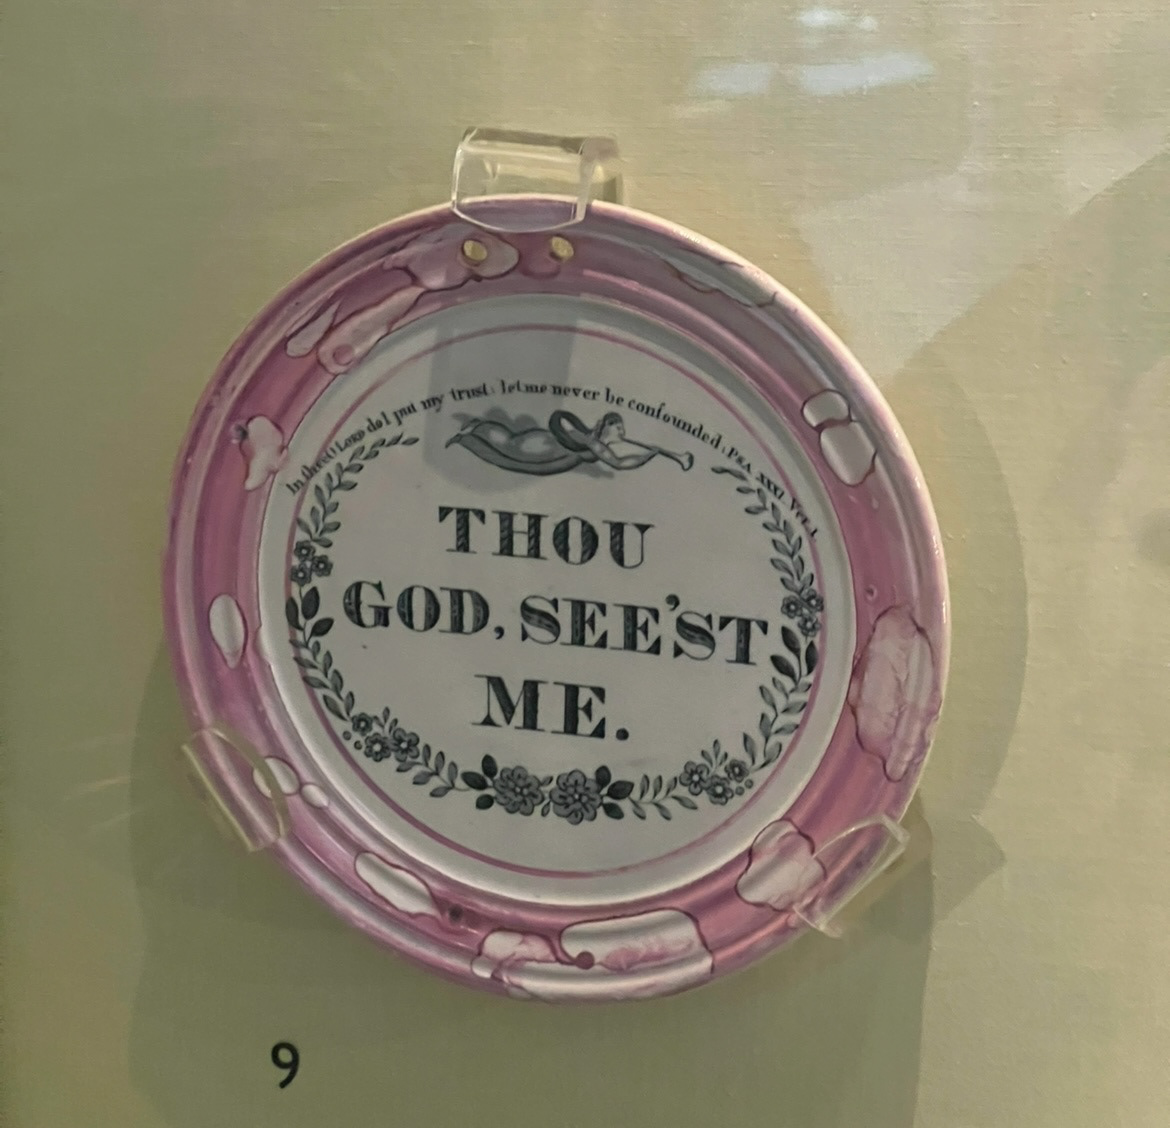 In thee O Lord do I put my trust: let me never be confounded: Psa. XXXI. Ver. 1.
THOU
GOD, SEE'ST
ME.
9